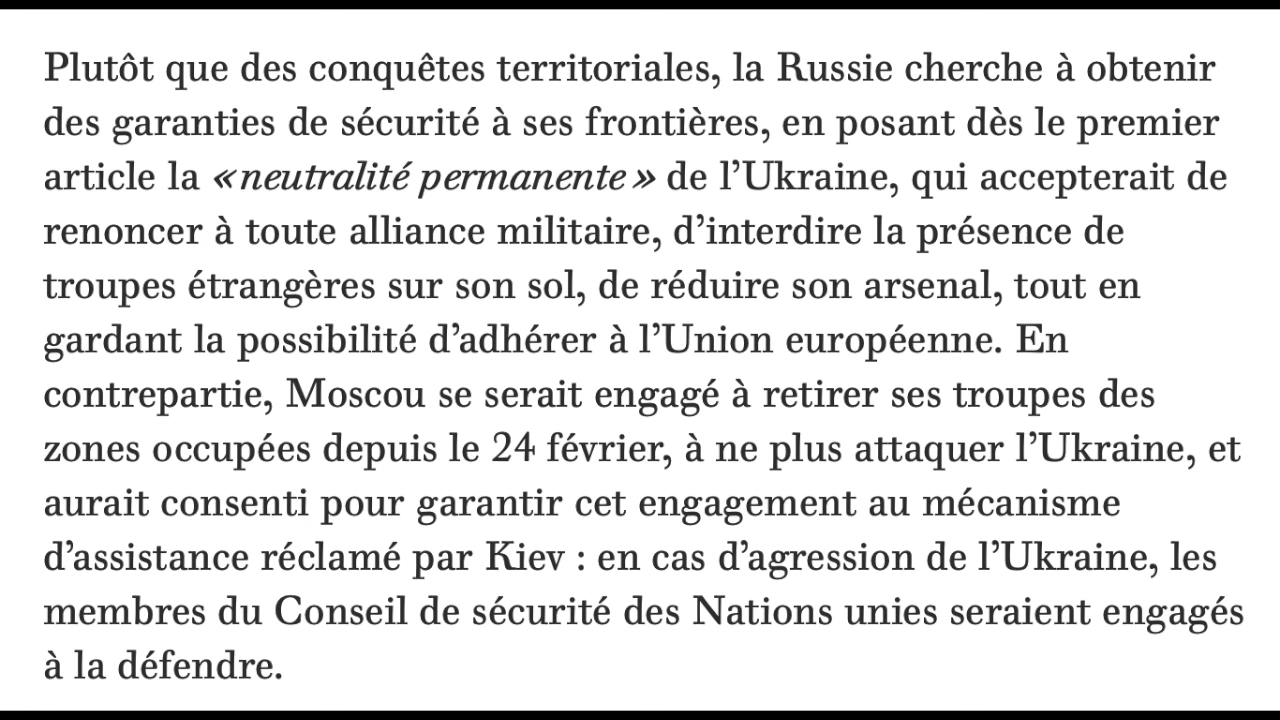 Plutôt que des conquêtes territoriales, la Russie cherche à obtenir
des garanties de sécurité à ses frontières, en posant dès le premier
article la « neutralité permanente » de l’Ukraine, qui accepterait de
renoncer à toute alliance militaire, d’interdire la présence de
troupes étrangères sur son sol, de réduire son arsenal, tout en
gardant la possibilité d’adhérer à l’Union européenne. En
contrepartie, Moscou se serait engagé à retirer ses troupes des
zones occupées depuis le 24 février, à ne plus attaquer l’Ukraine, et
aurait consenti pour garantir cet engagement au mécanisme
d’assistance réclamé par Kiev : en cas d’agression de l’Ukraine, les
membres du Conseil de sécurité des Nations unies seraient engagés
à la défendre.